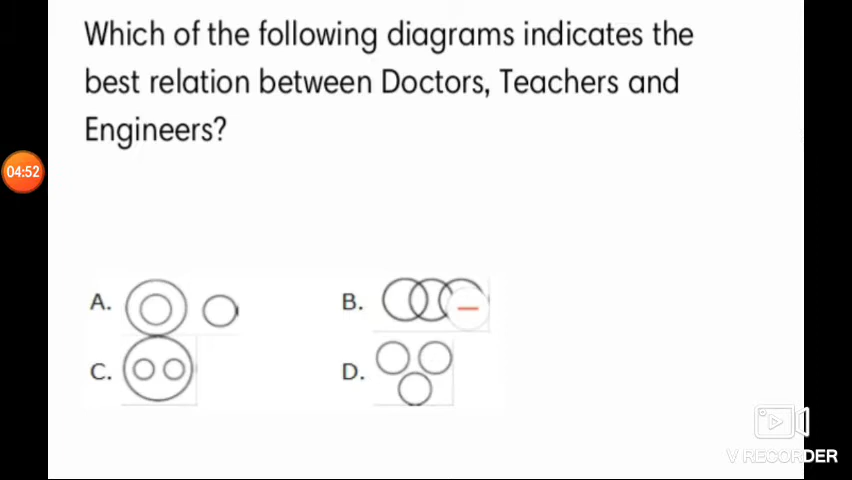 Which of the following diagrams indicates the
best relation between Doctors, Teachers and
Engineers?
04:52
A.
B.
C.
D.
V RECORDER